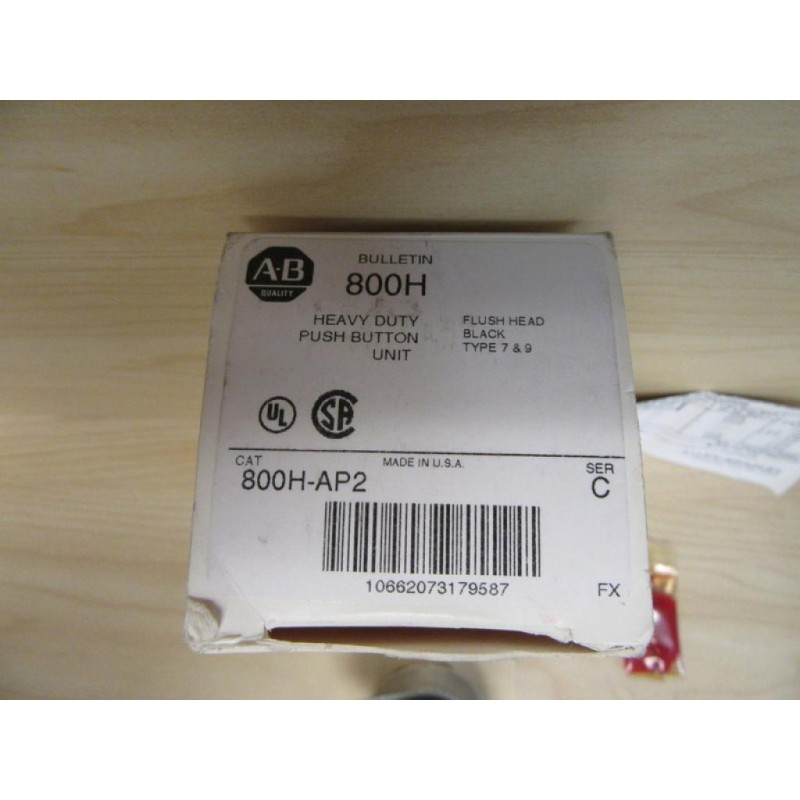 A·B
QUALITY
BULLETIN
800H
HEAVY DUTY
PUSH BUTTON
UNIT
FLUSH HEAD
BLACK
TYPE 7 & 9
UL
SA
CAT
800H-AP2
MADE IN U.S.A.
SER
C
10662073179587
FX